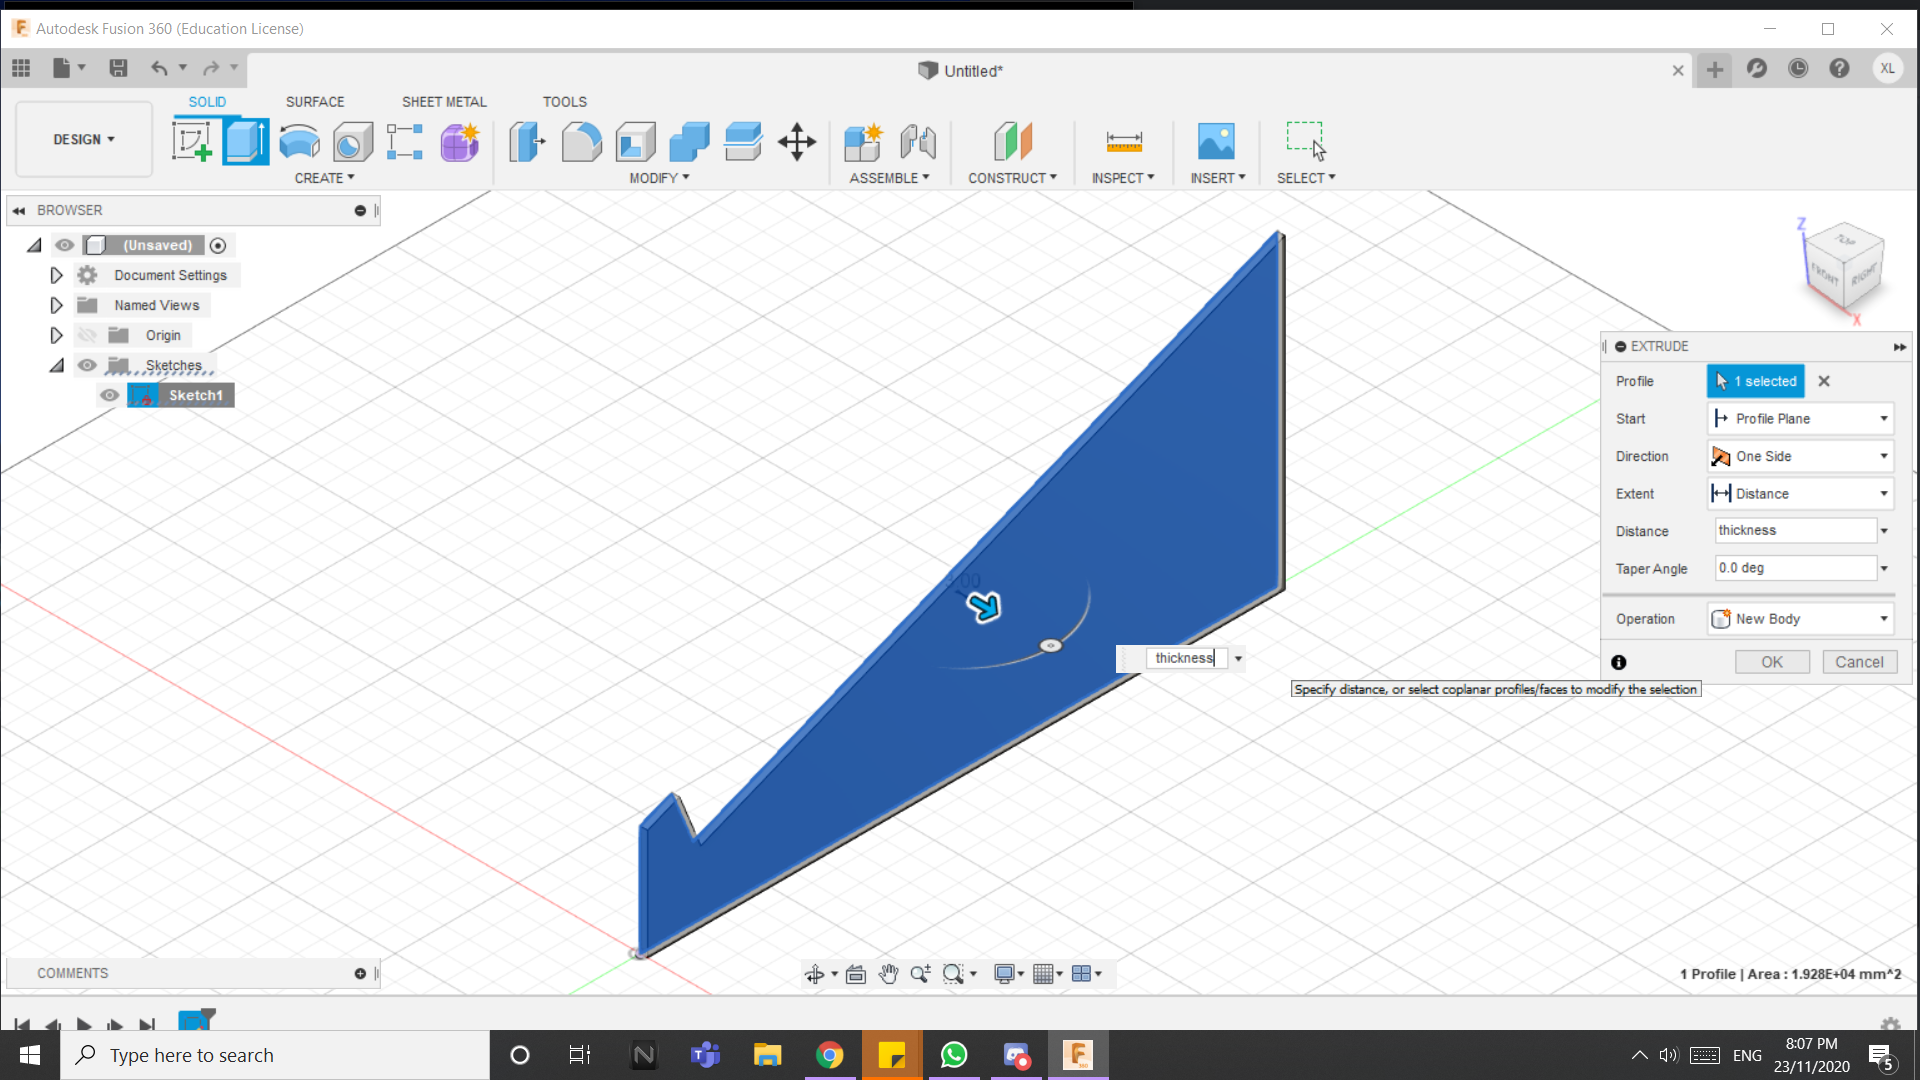 Autodesk Fusion 360 (Education License)
Untitled*
XL
SOLID
SURFACE
SHEET METAL
TOOLS
DESIGN
CREATE
MODIFY
ASSEMBLE
CONSTRUCT
INSPECT
INSERT
SELECT
BROWSER
(Unsaved)
Document Settings
Named Views
Origin
Sketches
Sketch1
Z
TOP
FRONT
RIGHT
X
EXTRUDE
Profile
1 selected
Start
Profile Plane
Direction
One Side
Extent
Distance
Distance
thickness
Taper Angle
0.0 deg
Operation
New Body
OK
Cancel
thickness
Specify distance, or select coplanar profiles/faces to modify the selection
COMMENTS
1 Profile | Area : 1.928E+04 mm^2
Type here to search
ENG
8:07 PM
23/11/2020
5